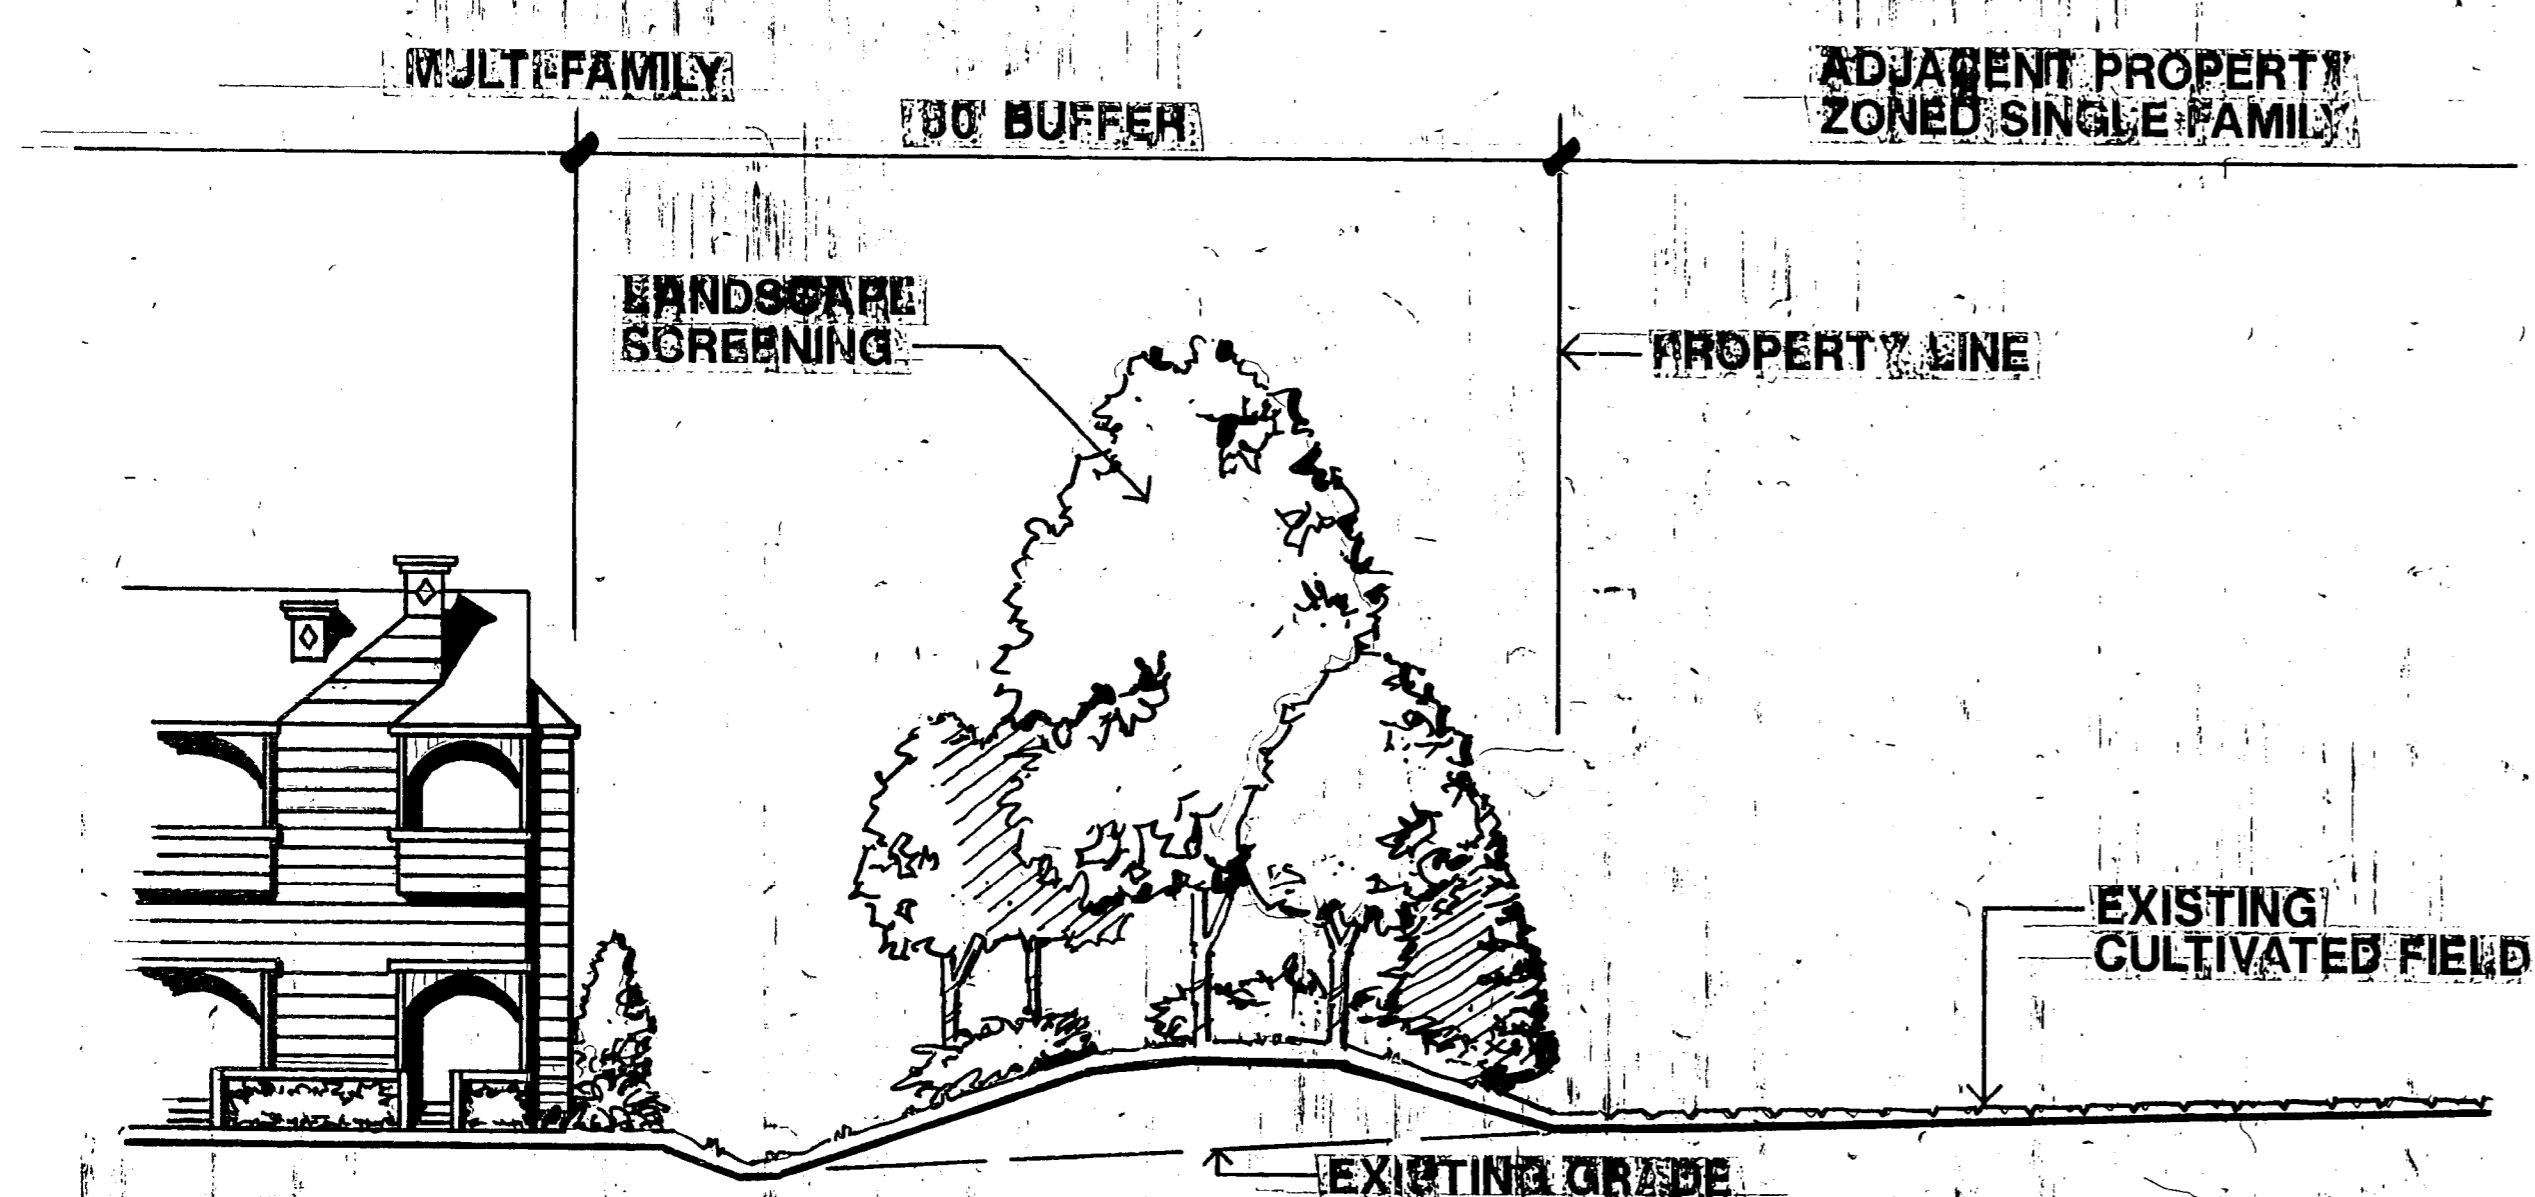 MULTI-FAMILY
BUFFER
ADJACENT PROPERTY
ZONED SINGLE FAMILY
LANDSCAPE
SCREENING
PROPERTY LINE
EXISTING
CULTIVATED FIELD
EXISTING GRADE